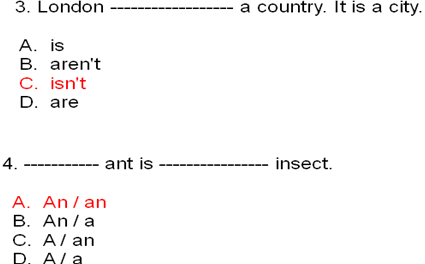 3. London ------------------ a country. It is a city.
A. is
B. aren't
C. isn't
D. are
4. ----------- ant is ---------------- insect.
A. An / an
B. An / a
C. A / an
D. A / a